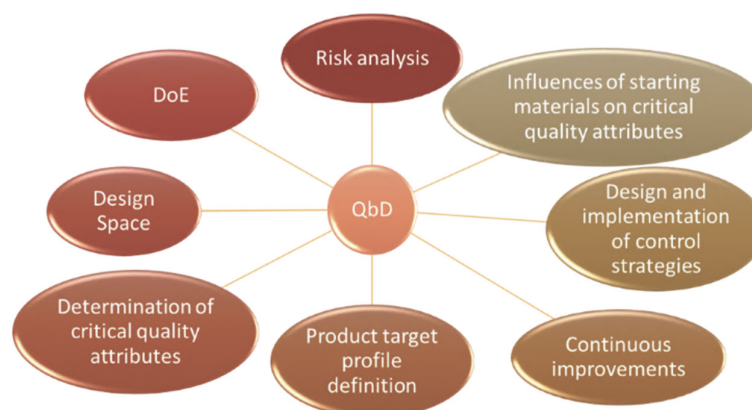 Risk analysis
DoE
Influences of starting
materials on critical
quality attributes
Design
Space
QbD
Design and
implementation
of control
strategies
Determination of
critical quality
attributes
Product target
profile
definition
Continuous
improvements